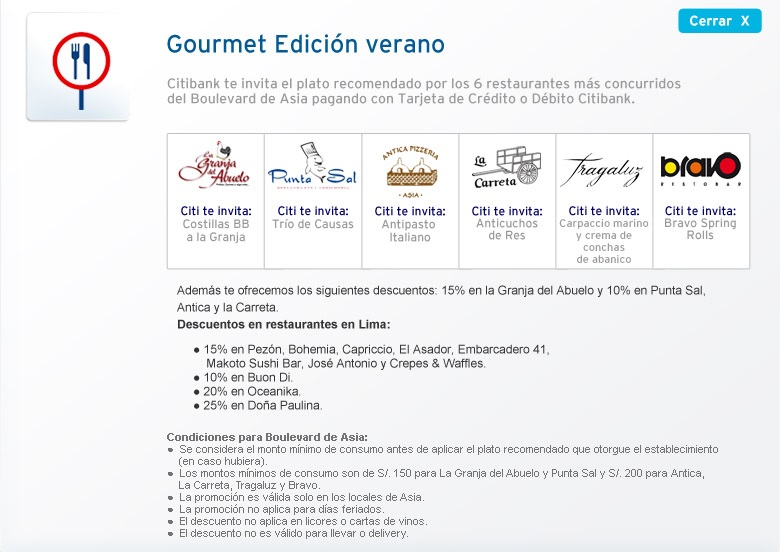 Cerrar X
Gourmet Edición verano
Citibank te invita el plato recomendado por los 6 restaurantes más concurridos
del Boulevard de Asia pagando con Tarjeta de Crédito o Débito Citibank.
La
Granja
del Abuelo
Punta Sal
ANTICA PIZZERIA
· ASIA ·
La
Carreta
Tragaluz
bravo
RESTOBAR
Citi te invita:
Costillas BB
a la Granja
Citi te invita:
Trío de Causas
Citi te invita:
Antipasto
Italiano
Citi te invita:
Anticuchos
de Res
Citi te invita:
Carpaccio marino
y crema de
conchas
de abanico
Citi te invita:
Bravo Spring
Rolls
Además te ofrecemos los siguientes descuentos: 15% en la Granja del Abuelo y 10% en Punta Sal,
Antica y la Carreta.
Descuentos en restaurantes en Lima:
● 15% en Pezón, Bohemia, Capriccio, El Asador, Embarcadero 41,
Makoto Sushi Bar, José Antonio y Crepes & Waffles.
● 10% en Buon Di.
● 20% en Oceanika.
● 25% en Doña Paulina.
Condiciones para Boulevard de Asia:
● Se considera el monto mínimo de consumo antes de aplicar el plato recomendado que otorgue el establecimiento
(en caso hubiera).
● Los montos mínimos de consumo son de S/. 150 para La Granja del Abuelo y Punta Sal y S/. 200 para Antica,
La Carreta, Tragaluz y Bravo.
● La promoción es válida solo en los locales de Asia.
● La promoción no aplica para días feriados.
● El descuento no aplica en licores o cartas de vinos.
● El descuento no es válido para llevar o delivery.